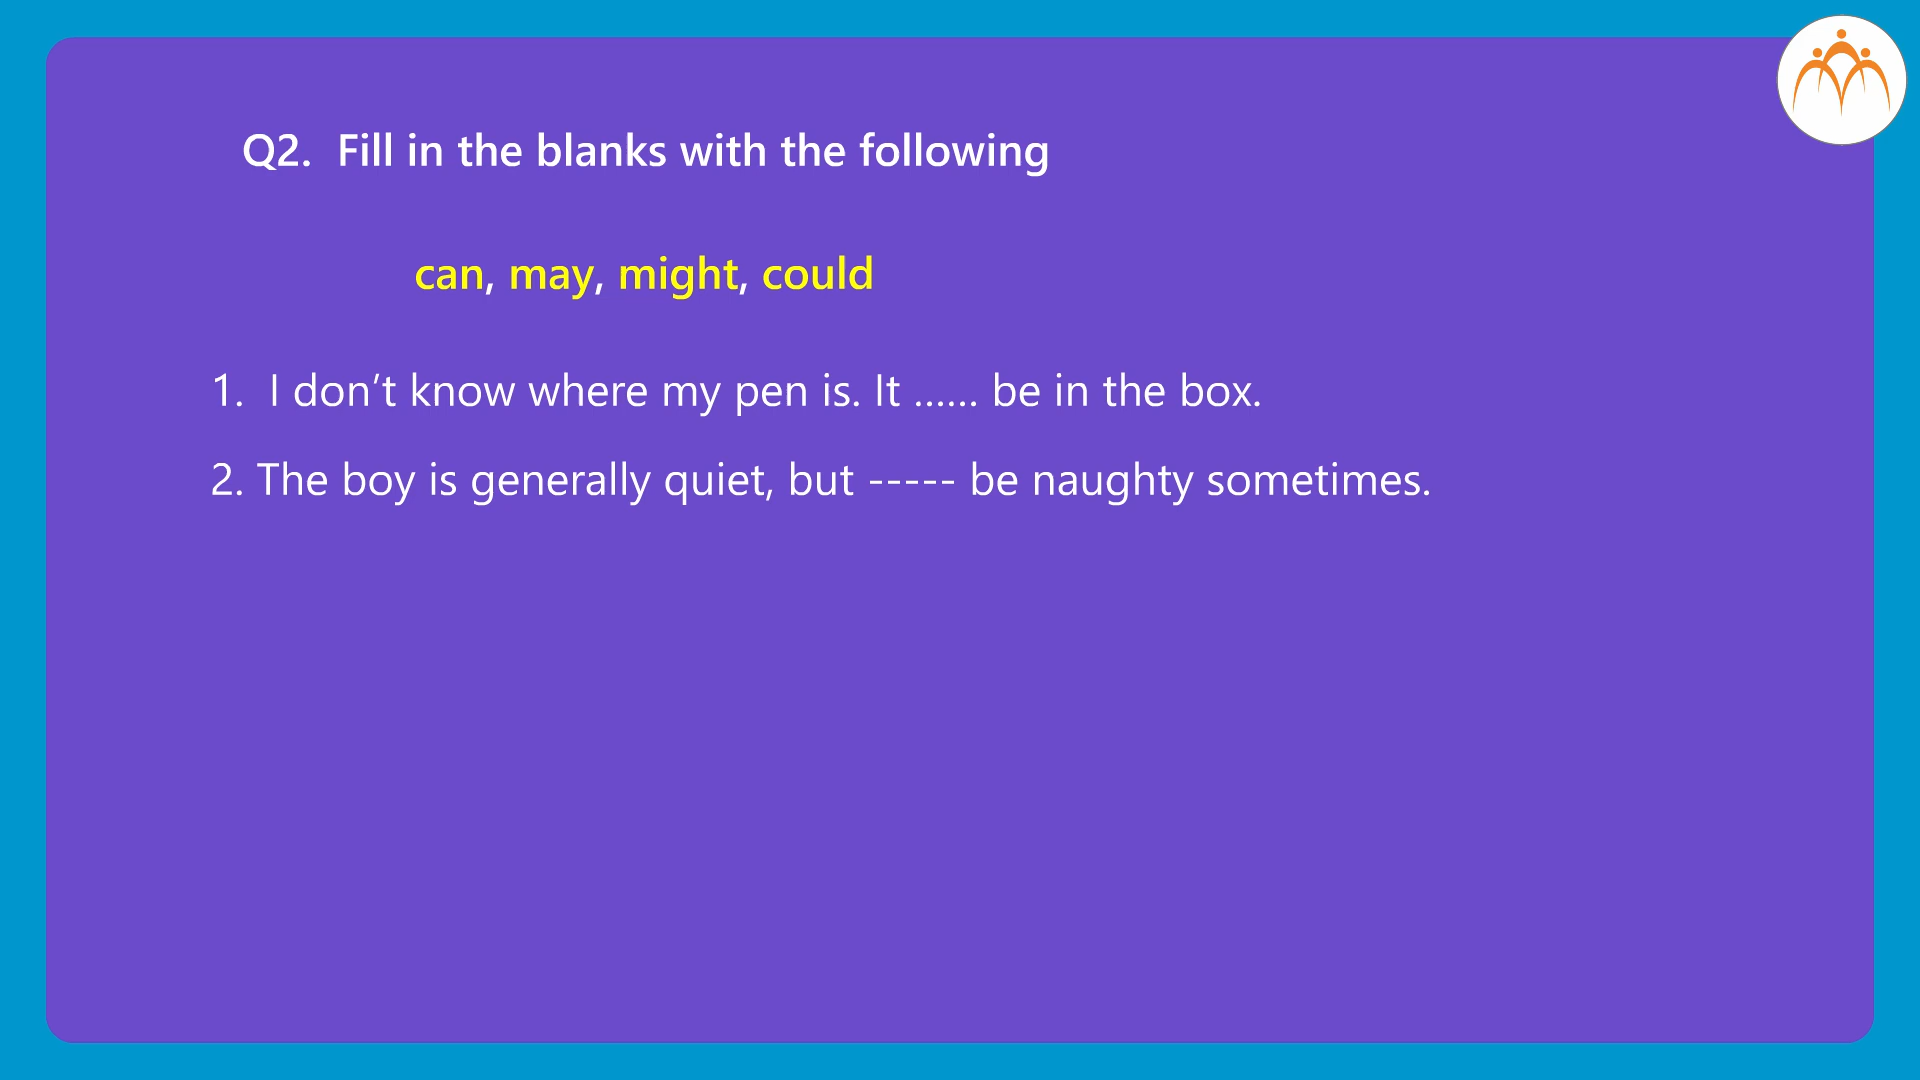 Q2. Fill in the blanks with the following
can, may, might, could
1. I don’t know where my pen is. It ...... be in the box.
2. The boy is generally quiet, but ----- be naughty sometimes.